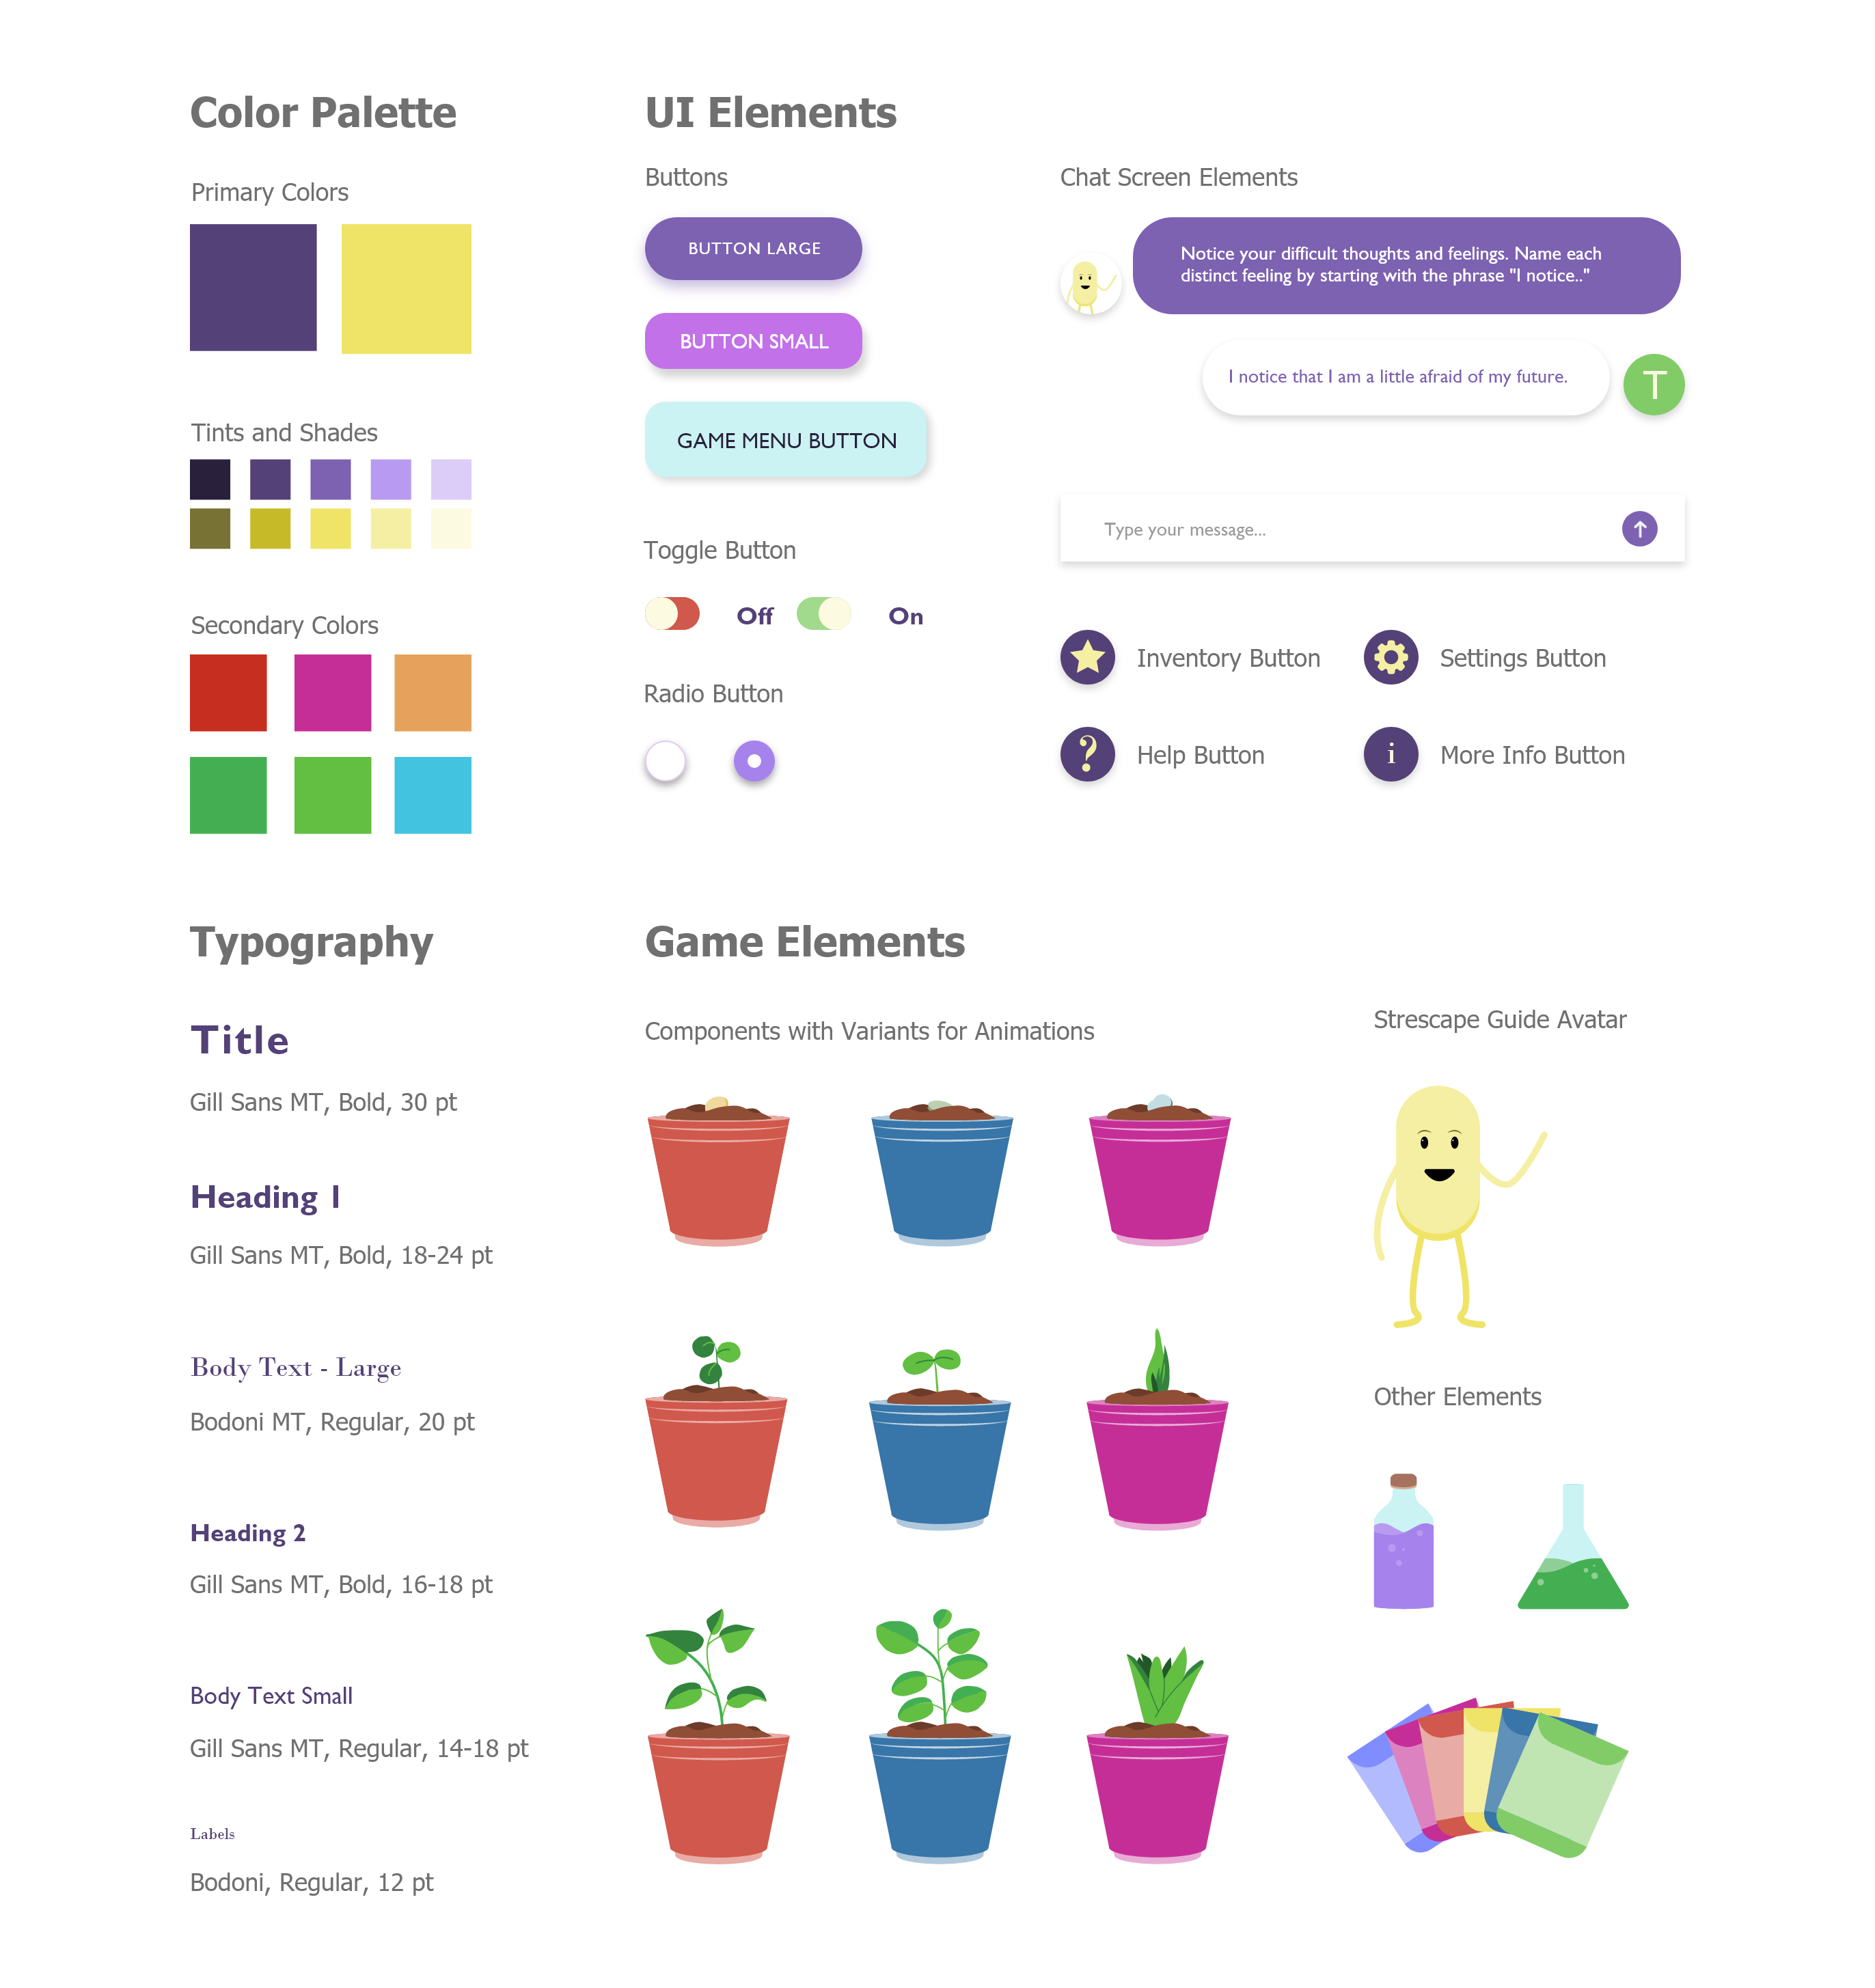 Color Palette
Primary Colors
Tints and Shades
Secondary Colors
UI Elements
Buttons
BUTTON LARGE
BUTTON SMALL
GAME MENU BUTTON
Toggle Button
Off
On
Radio Button
Chat Screen Elements
Notice your difficult thoughts and feelings. Name each
distinct feeling by starting with the phrase "I notice.."
I notice that I am a little afraid of my future.
T
Type your message...
Inventory Button
Settings Button
?
Help Button
i
More Info Button
Typography
Title
Gill Sans MT, Bold, 30 pt
Heading 1
Gill Sans MT, Bold, 18-24 pt
Body Text - Large
Bodoni MT, Regular, 20 pt
Heading 2
Gill Sans MT, Bold, 16-18 pt
Body Text Small
Gill Sans MT, Regular, 14-18 pt
Labels
Bodoni, Regular, 12 pt
Game Elements
Components with Variants for Animations
Strescape Guide Avatar
Other Elements